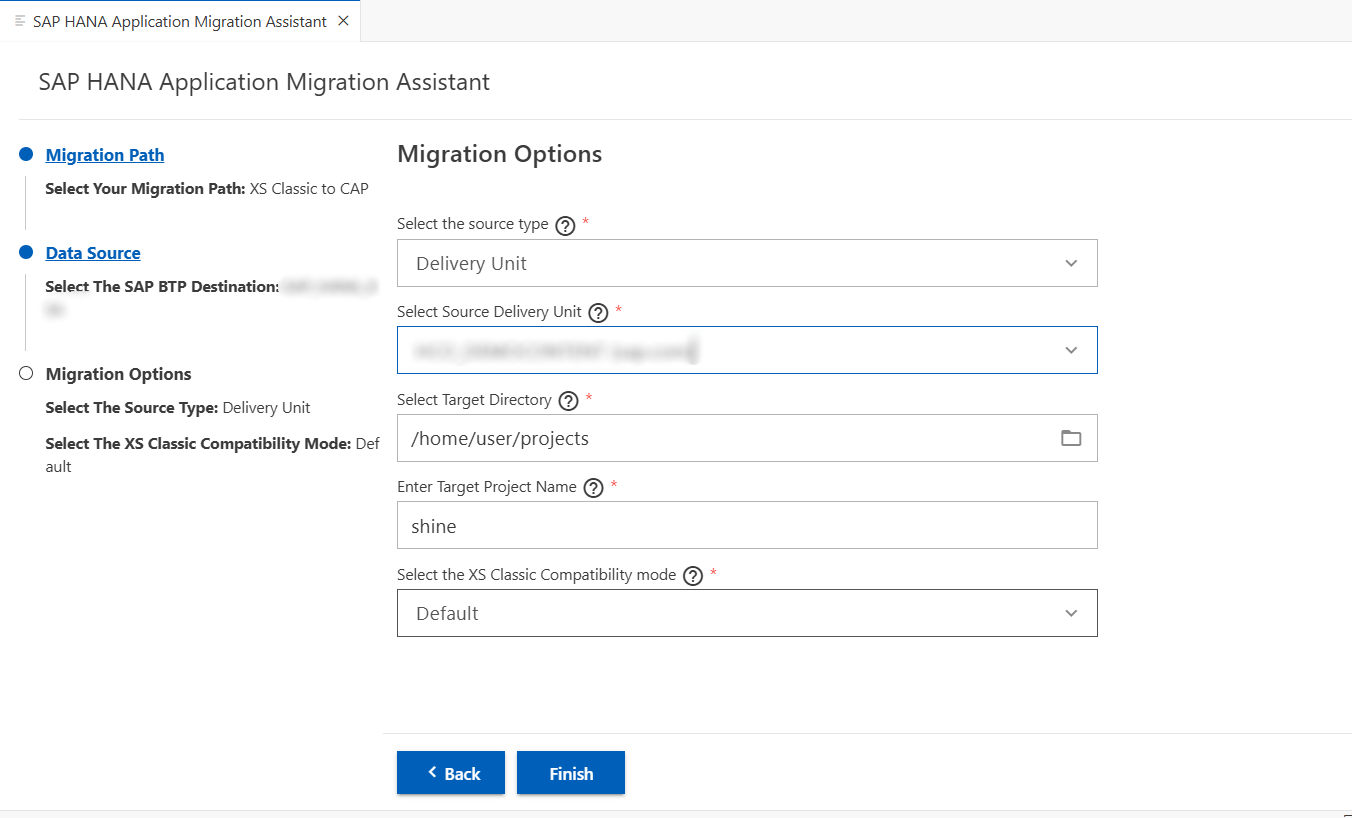 SAP HANA Application Migration Assistant
SAP HANA Application Migration Assistant
Migration Path
Select Your Migration Path: XS Classic to CAP
Data Source
Select The SAP BTP Destination:
Migration Options
Select The Source Type: Delivery Unit
Select The XS Classic Compatibility Mode: Def
ault
Migration Options
Select the source type ? *
Delivery Unit
Select Source Delivery Unit ? *
Select Target Directory ? *
/home/user/projects
Enter Target Project Name ? *
shine
Select the XS Classic Compatibility mode ? *
Default
Back
Finish